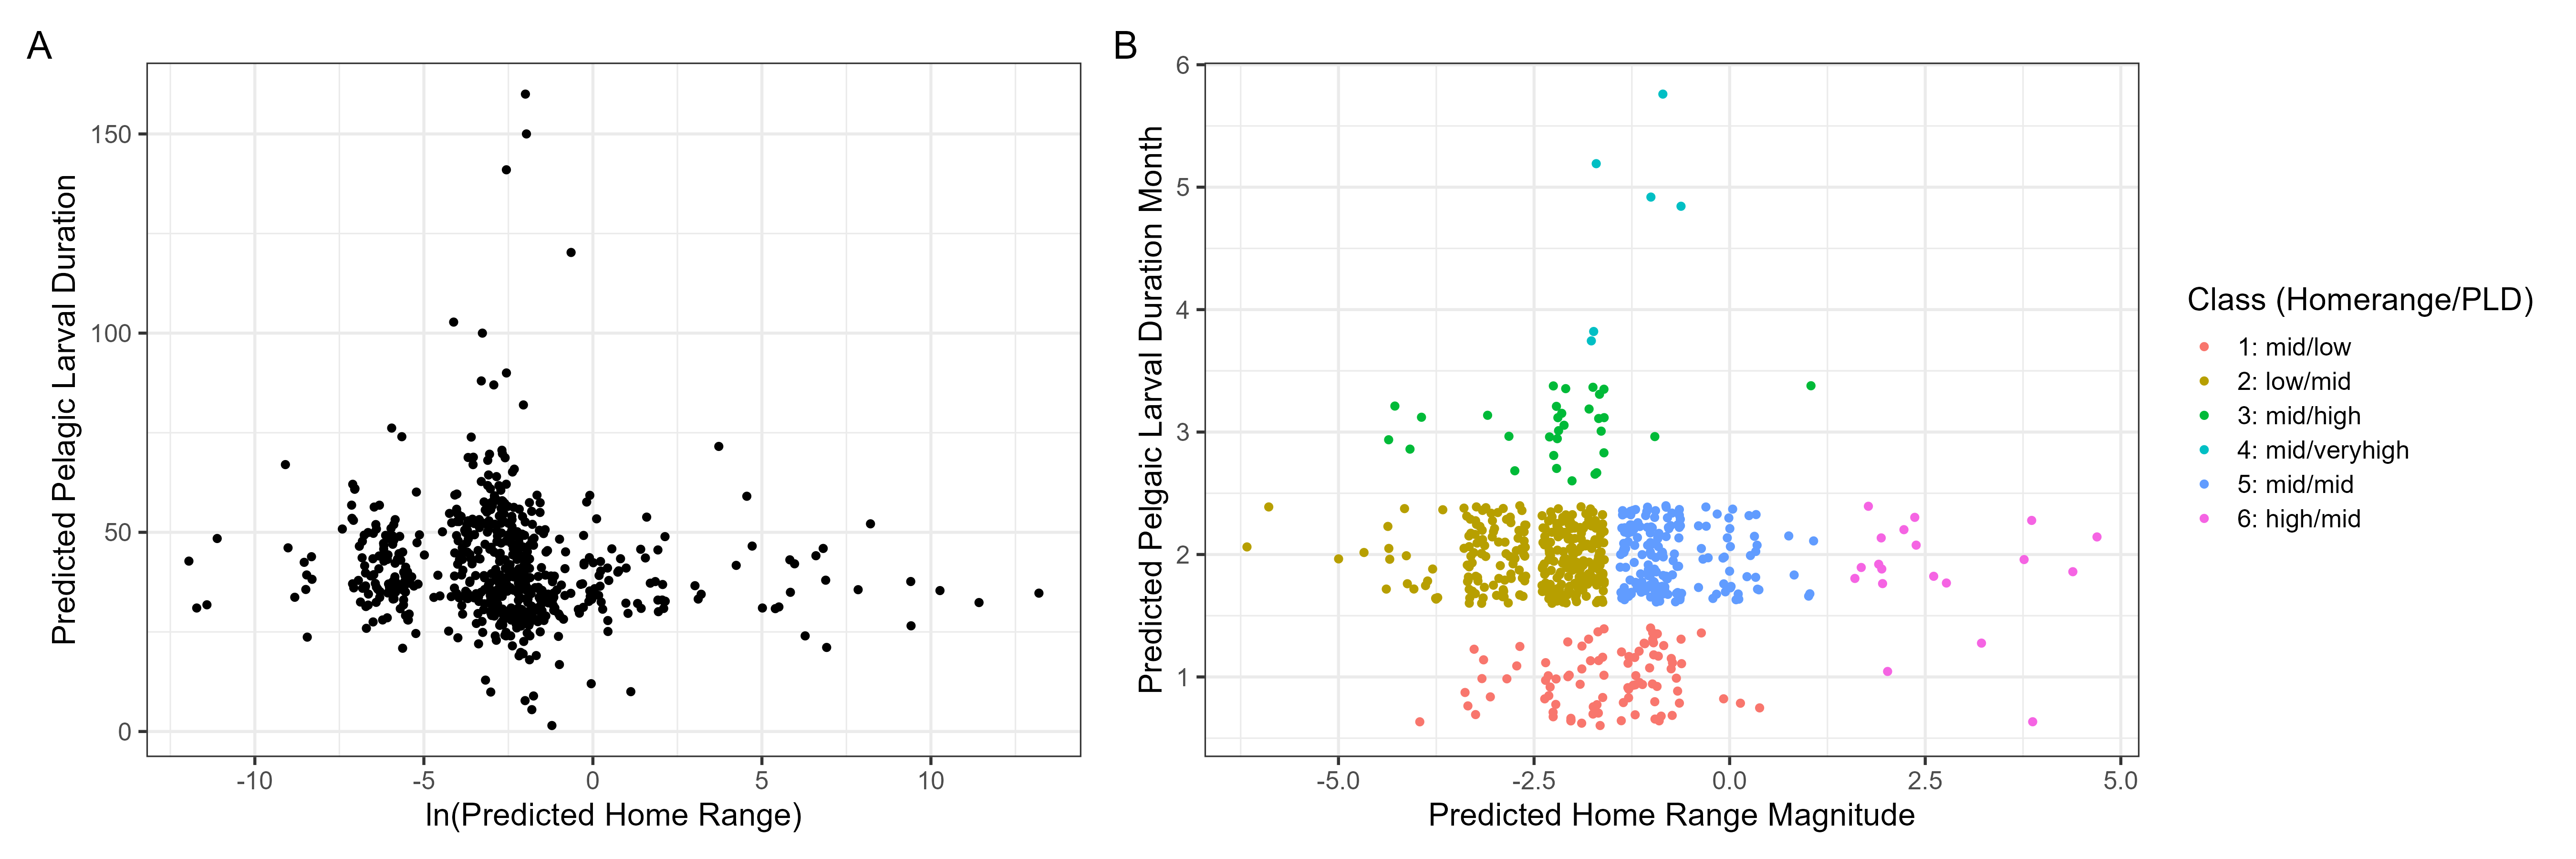 A
B
Predicted Pelagic Larval Duration
150
100
50
0
-10
-5
0
5
10
ln(Predicted Home Range)
Predicted Pelgaic Larval Duration Month
6
5
4
3
2
1
-5.0
-2.5
0.0
2.5
5.0
Predicted Home Range Magnitude
Class (Homerange/PLD)
1: mid/low
2: low/mid
3: mid/high
4: mid/veryhigh
5: mid/mid
6: high/mid